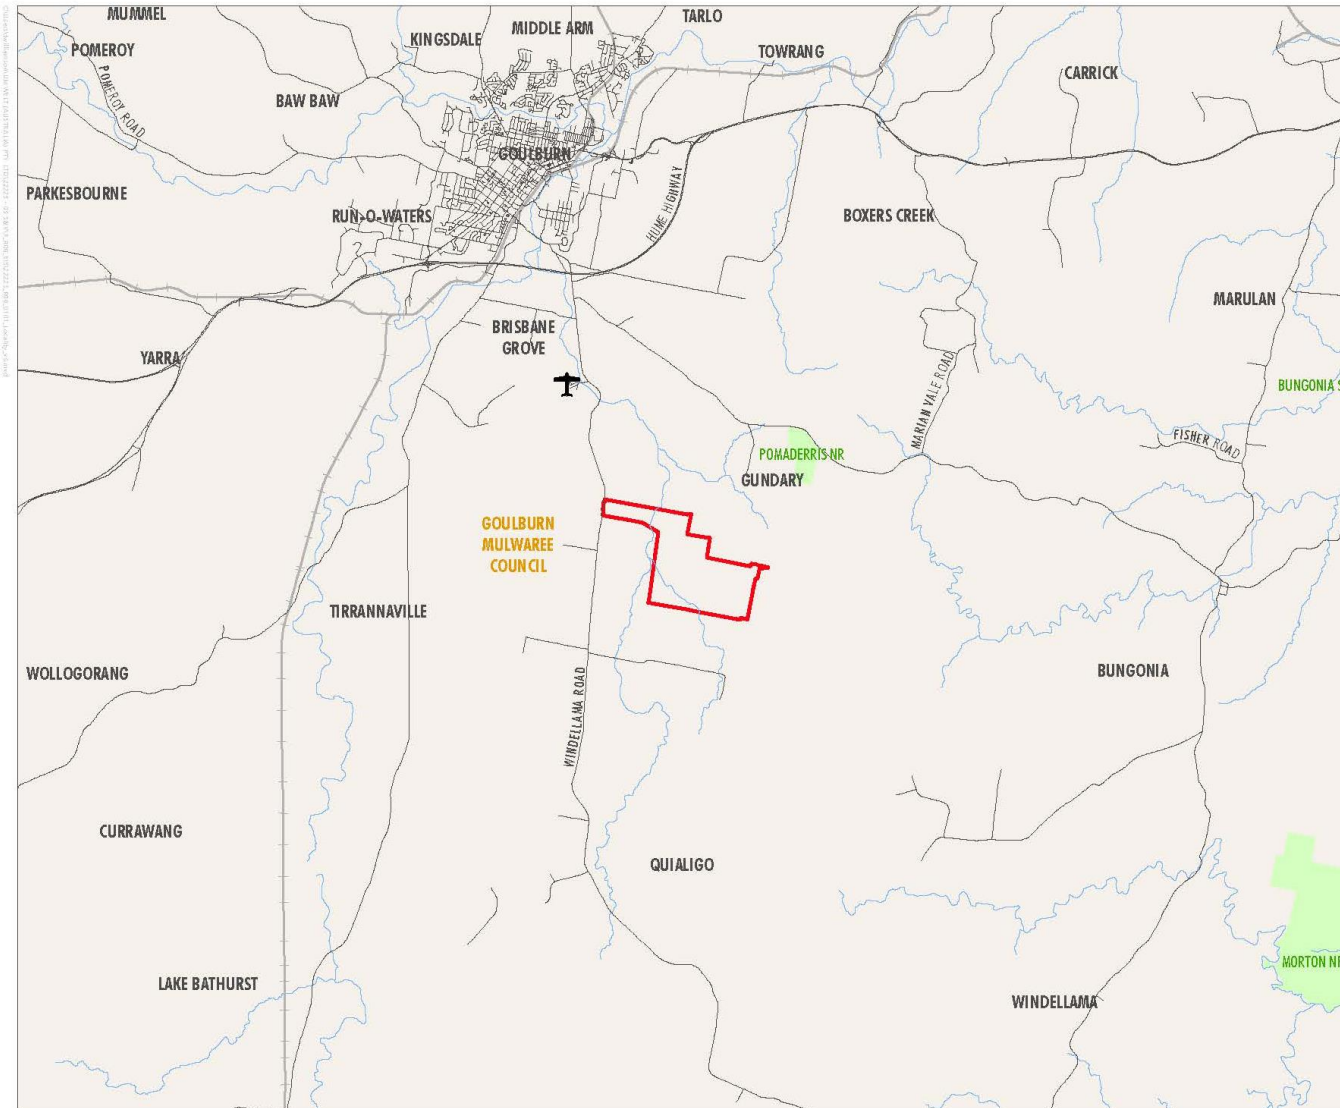 MUMMEL
TARLO
KINGSDALE
MIDDLE ARM
POMEROY
TOWRANG
CARRICK
POMEROY ROAD
BAW BAW
GOULBURN
PARKESBOURNE
HUME HIGHWAY
RUN-O-WATERS
BOXERS CREEK
MARULAN
BRISBANE
GROVE
YARRA
BUNGONIA S
MARIAN VALE ROAD
FISHER ROAD
POMADERRIS NR
GUNDARY
GOULBURN
MULWAREE
COUNCIL
TIRRANNAVILLE
WOLLOGORANG
BUNGONIA
WINDELLAMA ROAD
CURRAWANG
QUIALIGO
MORTON NR
LAKE BATHURST
WINDELLAMA